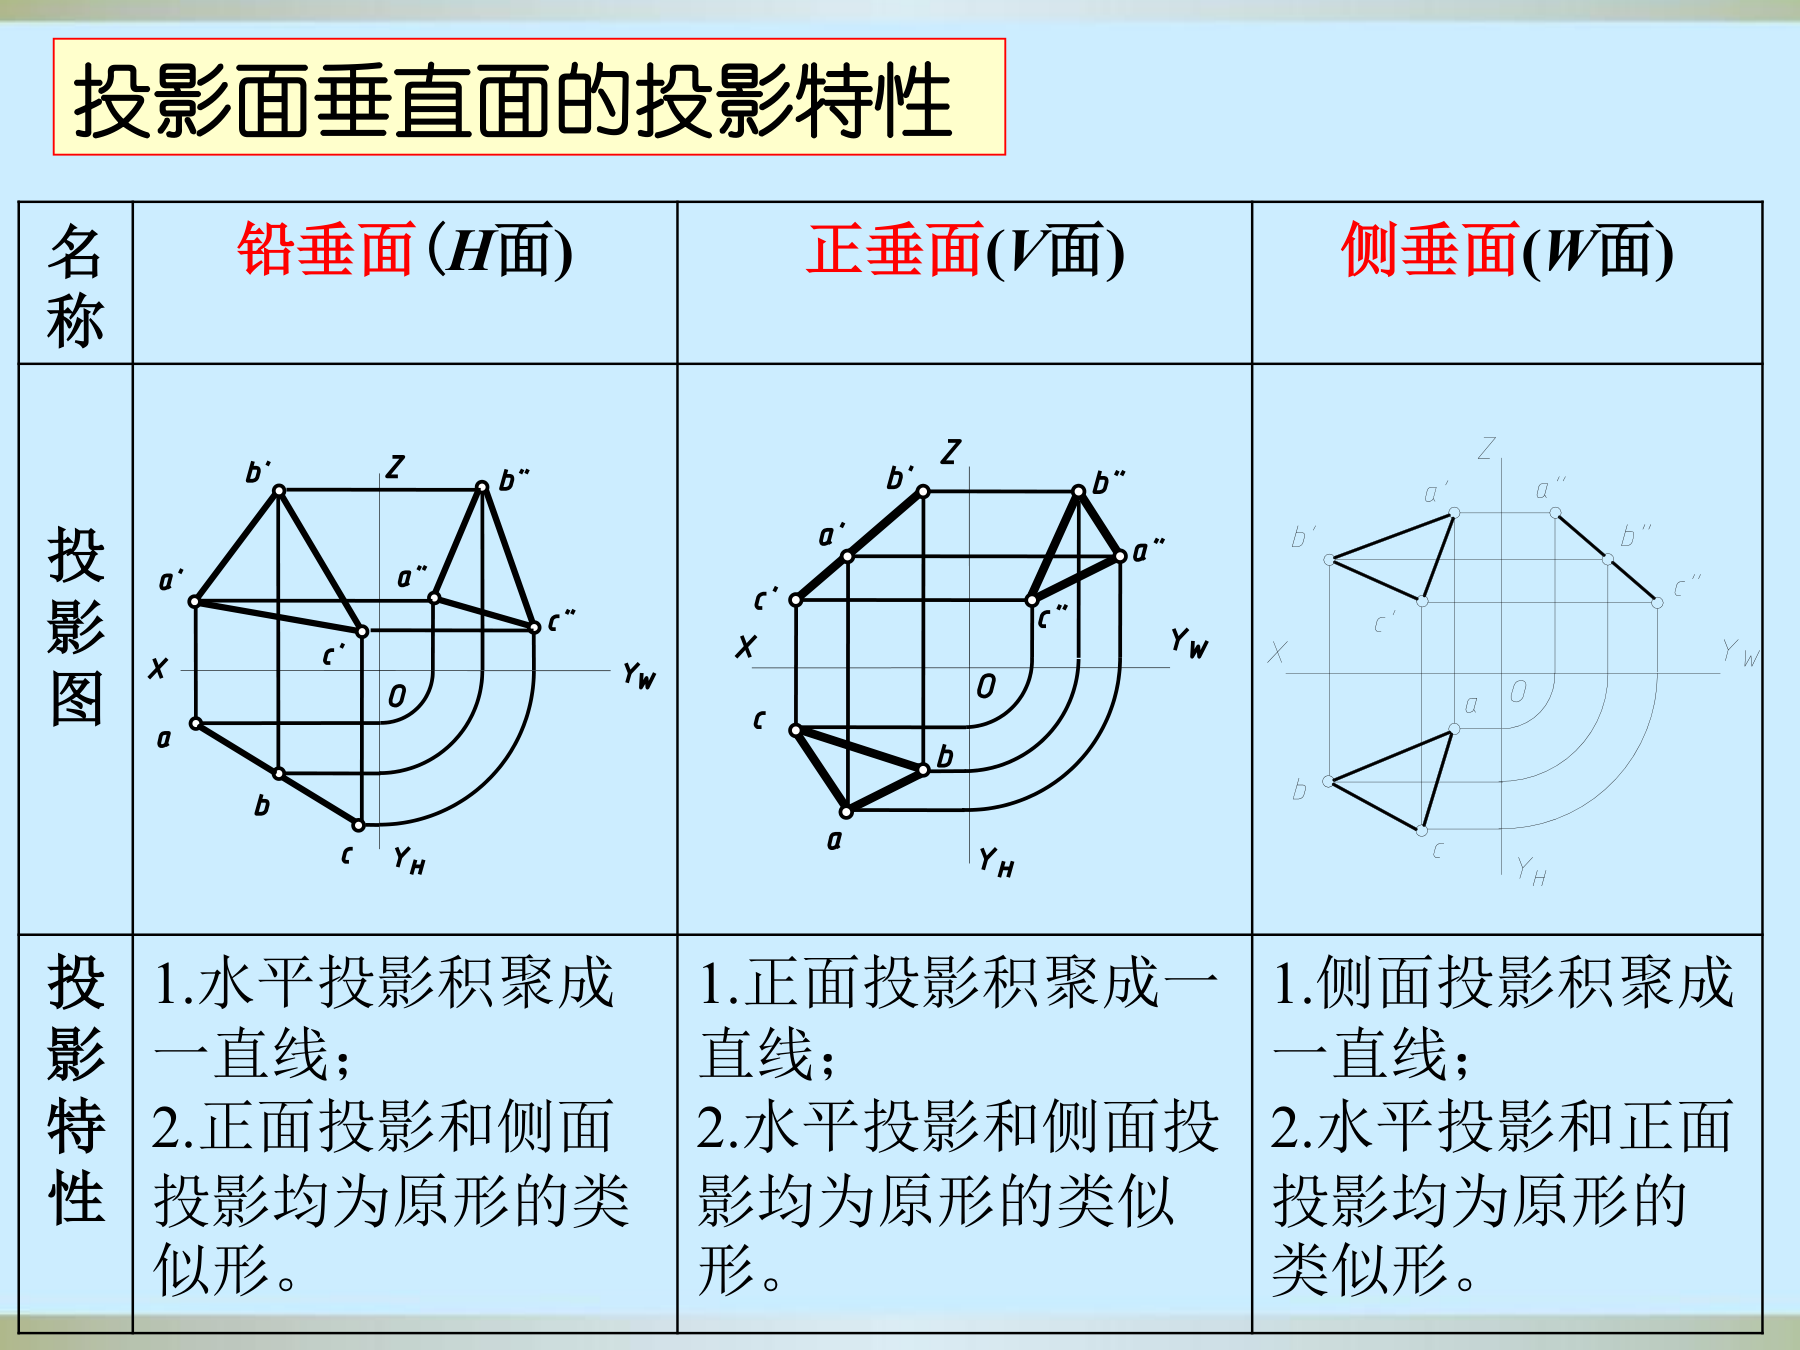 投影面垂直面的投影特性
名
称
铅垂面(H面)
正垂面(V面)
侧垂面(W面)
投
影
图
b' Z b"
a' a" c"
c'
X O YW
a
b
c YH
Z
b' b"
a' a"
c' c"
X YW
O
c
b
a YH
Z
a' a"
b' b"
c' c"
X YW
a O
b
c
YH
投
影
特
性
1.水平投影积聚成
一直线；
2.正面投影和侧面
投影均为原形的类
似形。
1.正面投影积聚成一
直线；
2.水平投影和侧面投
影均为原形的类似
形。
1.侧面投影积聚成
一直线；
2.水平投影和正面
投影均为原形的
类似形。